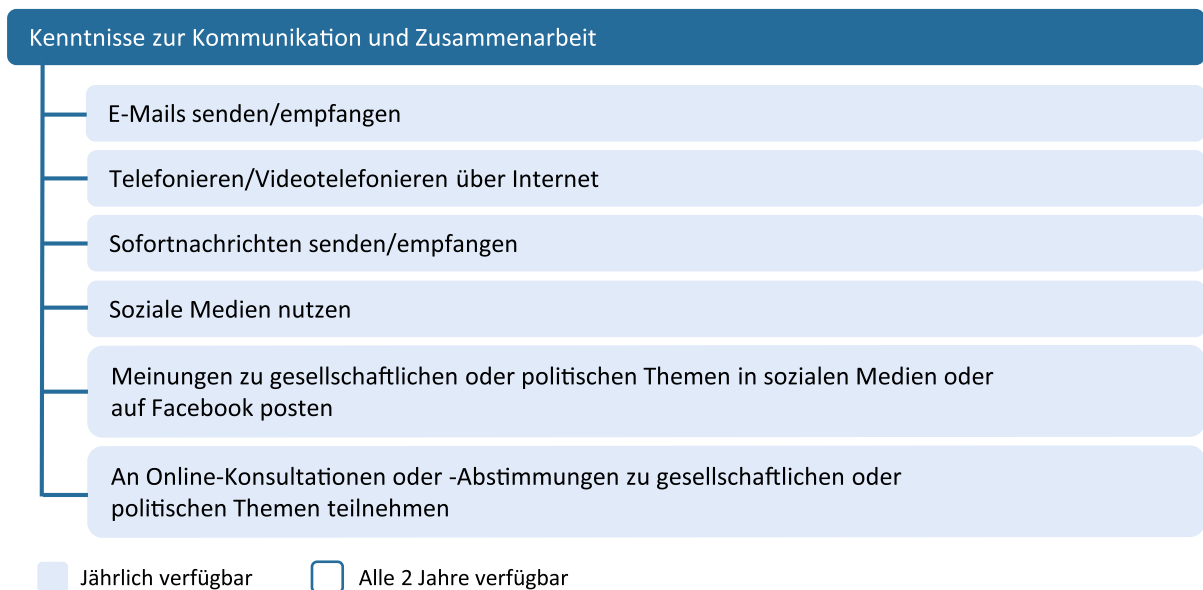 Kenntnisse zur Kommunikation und Zusammenarbeit
E-Mails senden/empfangen
Telefonieren/Videotelefonieren über Internet
Sofortnachrichten senden/empfangen
Soziale Medien nutzen
Meinungen zu gesellschaftlichen oder politischen Themen in sozialen Medien oder
auf Facebook posten
An Online-Konsultationen oder -Abstimmungen zu gesellschaftlichen oder
politischen Themen teilnehmen
Jährlich verfügbar
Alle 2 Jahre verfügbar